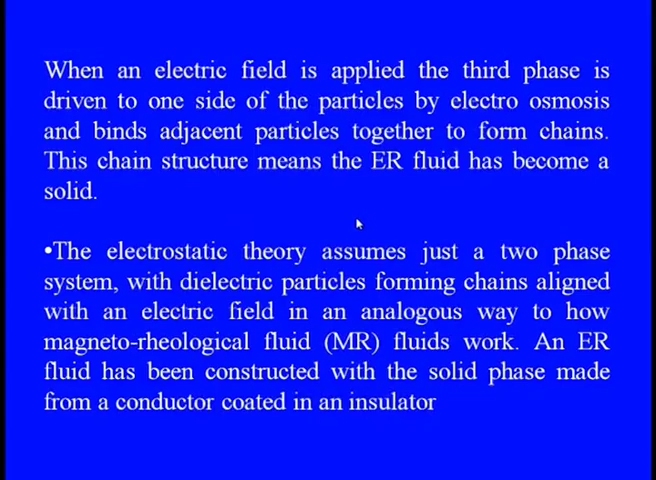 When an electric field is applied the third phase is
driven to one side of the particles by electro osmosis
and binds adjacent particles together to form chains.
This chain structure means the ER fluid has become a
solid.
•The electrostatic theory assumes just a two phase
system, with dielectric particles forming chains aligned
with an electric field in an analogous way to how
magneto-rheological fluid (MR) fluids work. An ER
fluid has been constructed with the solid phase made
from a conductor coated in an insulator